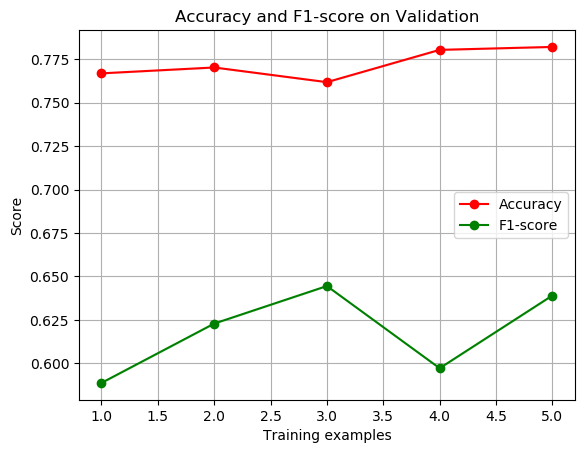 Accuracy and F1-score on Validation
0.775
0.750
0.725
0.700
0.675
0.650
0.625
0.600
Score
Accuracy
F1-score
1.0 1.5 2.0 2.5 3.0 3.5 4.0 4.5 5.0
Training examples